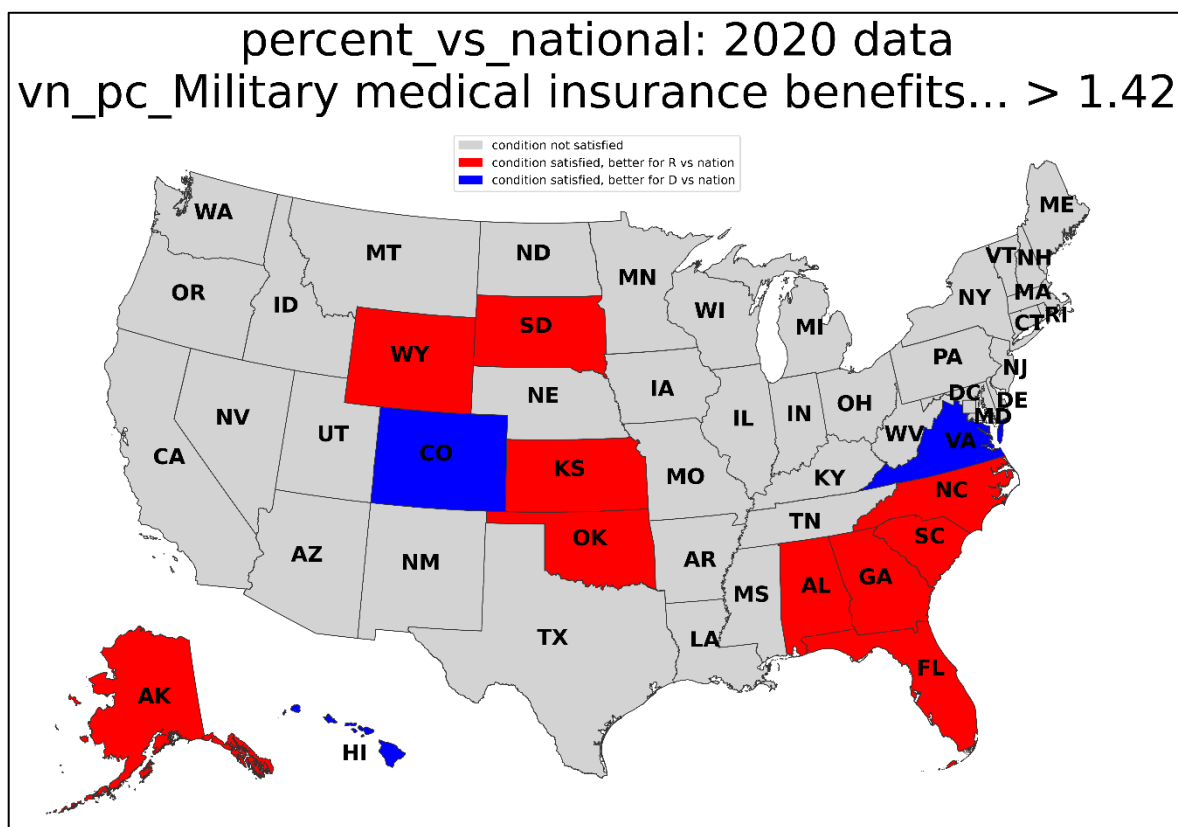 percent_vs_national: 2020 data
vn_pc_Military medical insurance benefits... > 1.42
condition not satisfied
condition satisfied, better for R vs nation
condition satisfied, better for D vs nation
WA
ME
MT
ND
VT
NH
MN
OR
ID
WI
NY
MA
SD
MI
CT
RI
WY
PA
NJ
IA
NE
OH
DC
DE
NV
IL
IN
MD
UT
WV
VA
CO
CA
KS
MO
KY
NC
TN
OK
SC
AZ
NM
AR
GA
AL
MS
TX
LA
FL
AK
HI